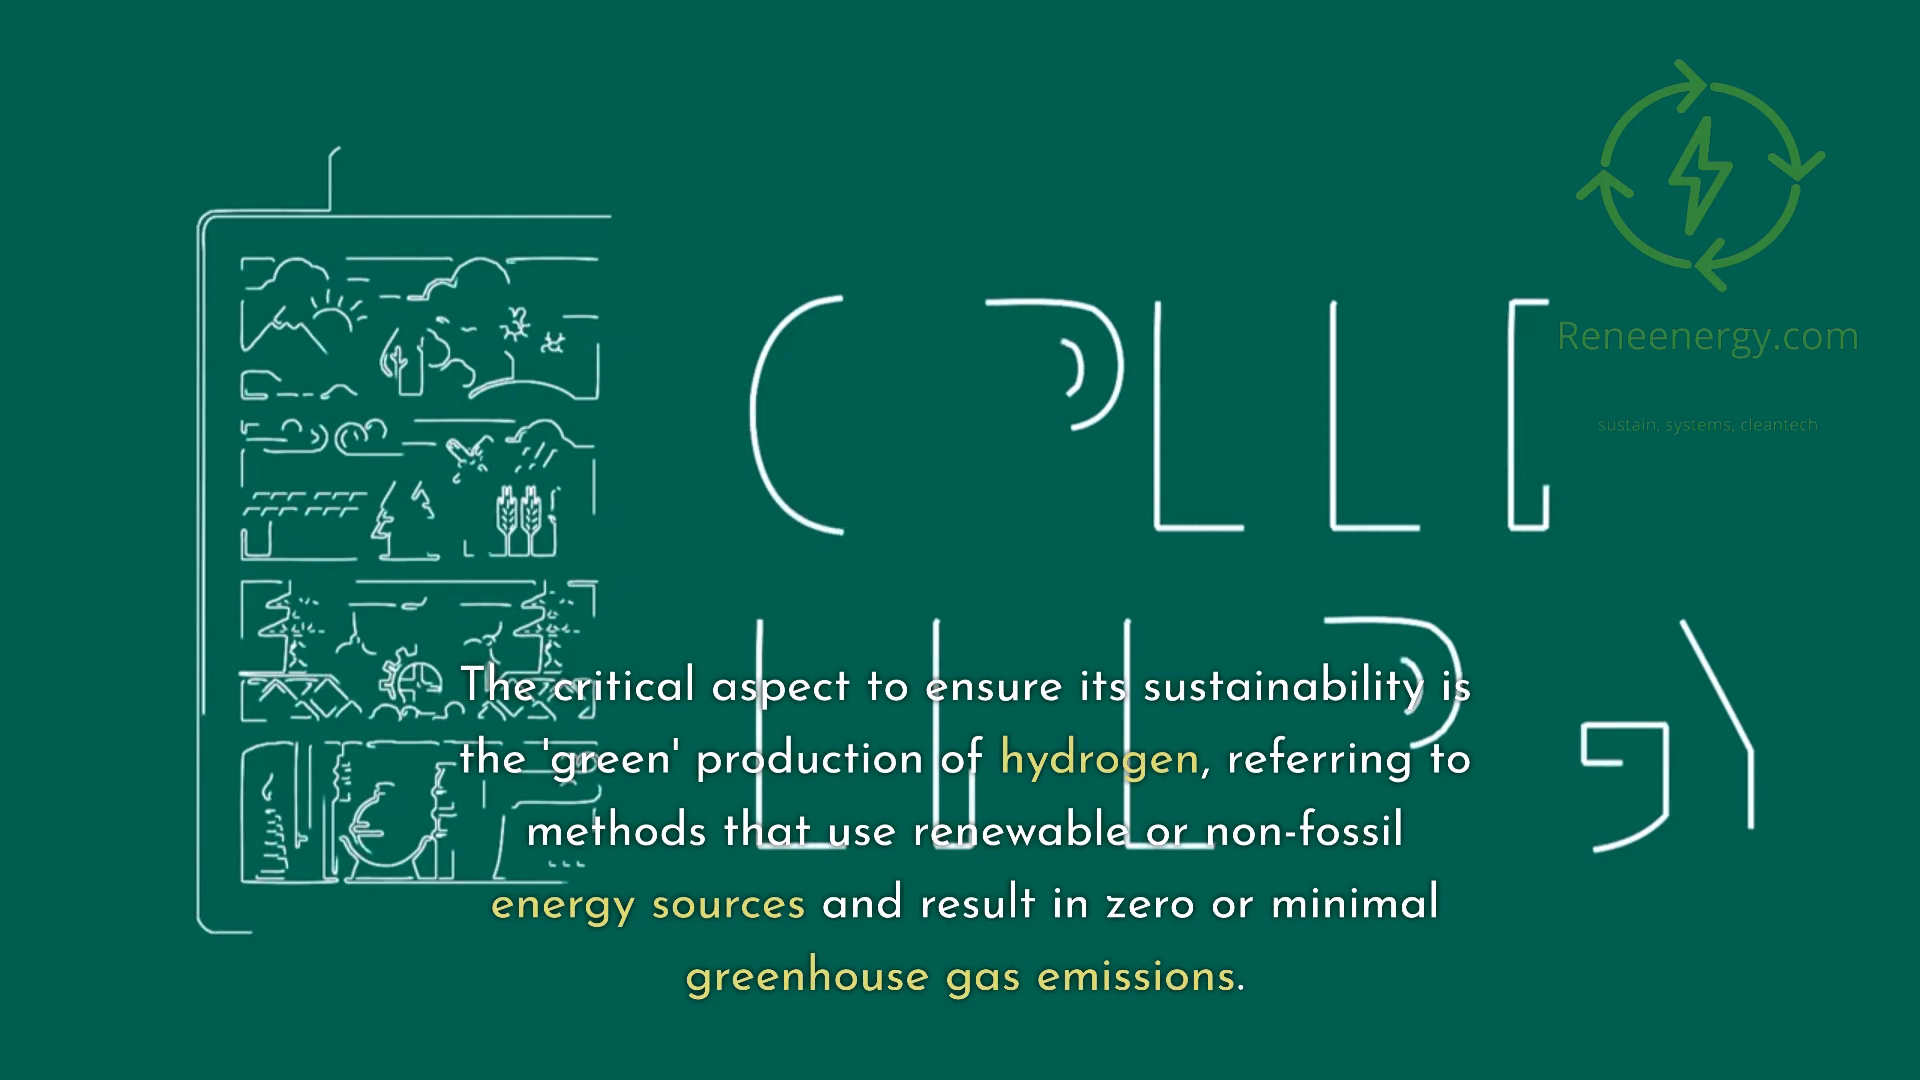 Reneenergy.com
sustain, systems, cleantech
The critical aspect to ensure its sustainability is
the 'green' production of hydrogen, referring to
methods that use renewable or non-fossil
energy sources and result in zero or minimal
greenhouse gas emissions.